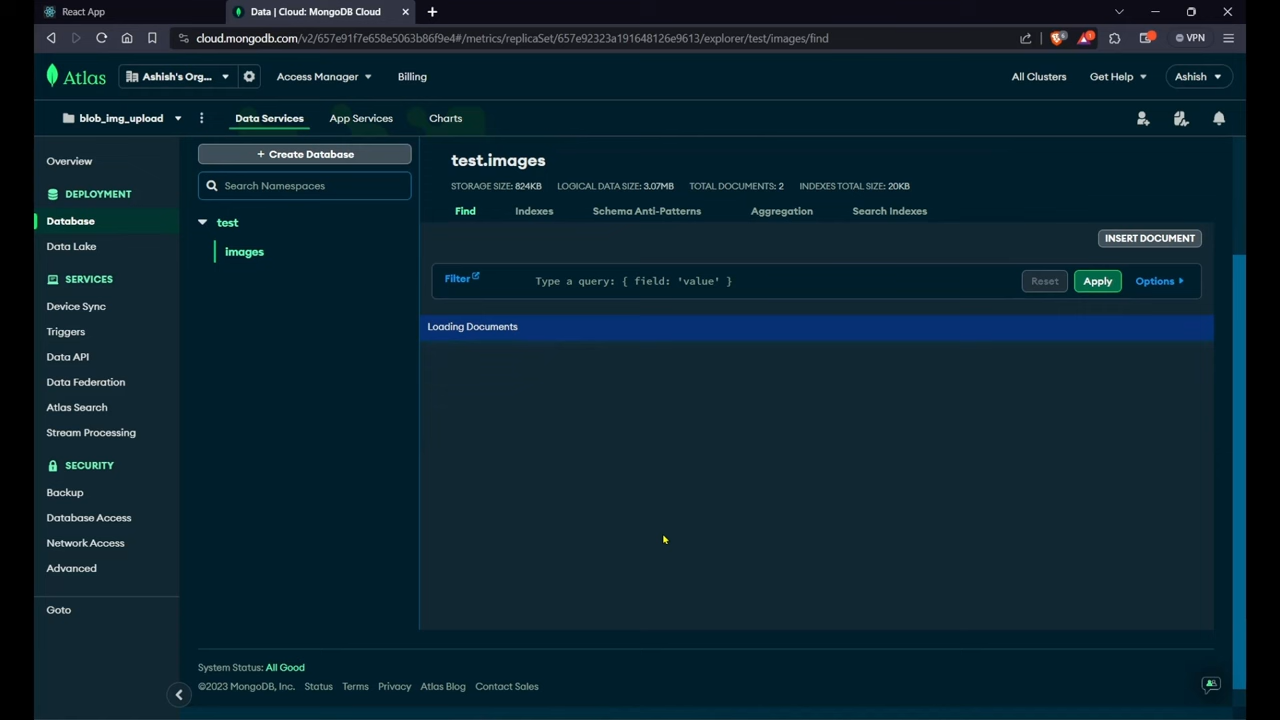 React App
Data | Cloud: MongoDB Cloud
cloud.mongodb.com/v2/657e91f7e658e5063b86f9e4#/metrics/replicaSet/657e92323a191648126e9613/explorer/test/images/find
VPN
Atlas
Ashish's Org...
Access Manager
Billing
All Clusters
Get Help
Ashish
blob_img_upload
Data Services
App Services
Charts
Overview
DEPLOYMENT
Database
Data Lake
SERVICES
Device Sync
Triggers
Data API
Data Federation
Atlas Search
Stream Processing
SECURITY
Backup
Database Access
Network Access
Advanced
Goto
+ Create Database
Search Namespaces
test
images
test.images
STORAGE SIZE: 824KB LOGICAL DATA SIZE: 3.07MB TOTAL DOCUMENTS: 2 INDEXES TOTAL SIZE: 20KB
Find Indexes Schema Anti-Patterns Aggregation Search Indexes
INSERT DOCUMENT
Filter Type a query: { field: 'value' } Reset Apply Options
Loading Documents
System Status: All Good
©2023 MongoDB, Inc. Status Terms Privacy Atlas Blog Contact Sales